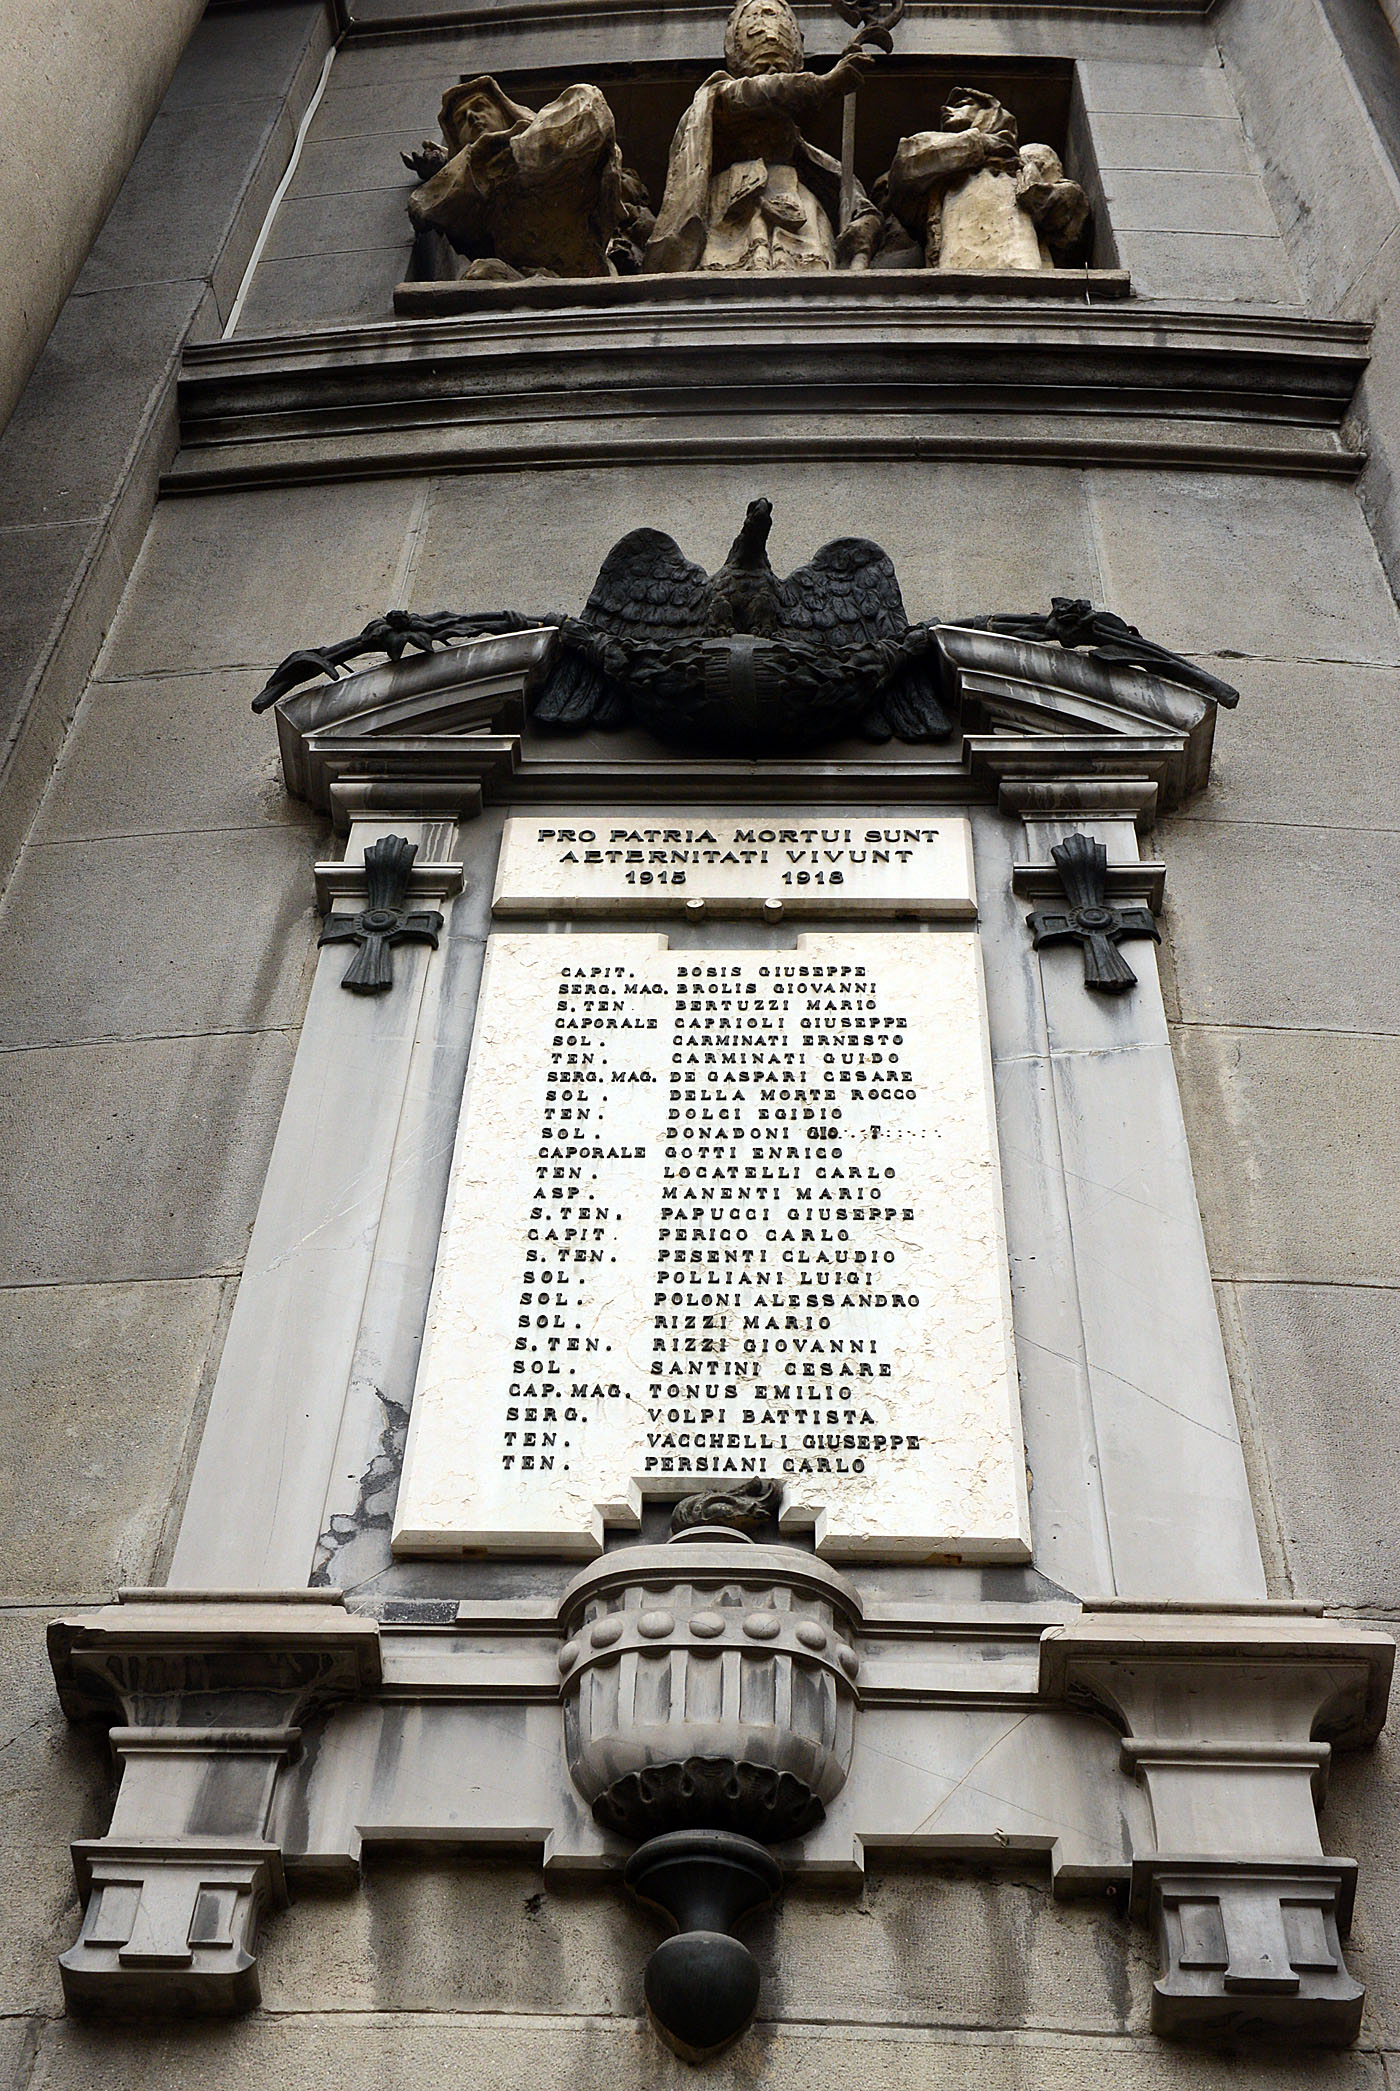 PRO PATRIA MORTUI SUNT
AETERNITATI VIVUNT
1915 1918
CAPIT. BOSIS GIUSEPPE
SERG. MAG. BROLIS GIOVANNI
S. TEN. BERTUZZI MARIO
CAPORALE CAPRIOLI GIUSEPPE
SOL. CARMINATI ERNESTO
TEN. CARMINATI GUIDO
SERG. MAG. DE GASPARI CESARE
SOL. DELLA MORTE ROCCO
TEN. DOLCI EGIDIO
SOL. DONADONI GIO. T
CAPORALE GOTTI ENRICO
TEN. LOCATELLI CARLO
ASP. MANENTI MARIO
S. TEN. PAPUCCI GIUSEPPE
CAPIT. PERICO CARLO
S. TEN. PESENTI CLAUDIO
SOL. POLLIANI LUIGI
SOL. POLONI ALESSANDRO
SOL. RIZZI MARIO
S. TEN. RIZZI GIOVANNI
SOL. SANTINI CESARE
CAP. MAG. TONUS EMILIO
SERG. VOLPI BATTISTA
TEN. VACCHELLI GIUSEPPE
TEN. PERSIANI CARLO